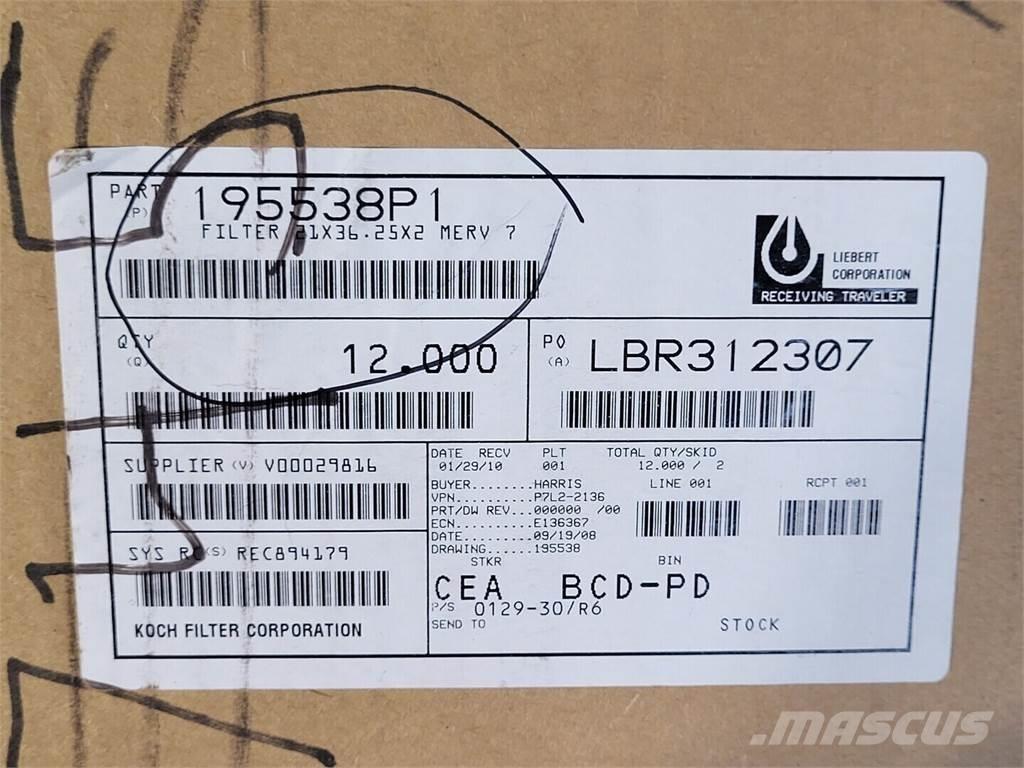 PART (P) 195538P1
FILTER 21X36.25X2 MERV 7
LIEBERT
CORPORATION
RECEIVING TRAVELER
QTY (Q) 12.000
PO (A) LBR312307
SUPPLIER (V) V00029816
SYS RC (S) REC894179
KOCH FILTER CORPORATION
DATE RECV PLT TOTAL QTY/SKID
01/29/10 001 12.000 / 2
BUYER........HARRIS
VPN..........P7L2-2136
PRT/DW REV...000000 /00
ECN..........E136367
DATE.........09/19/08
DRAWING......195538
LINE 001
RCPT 001
STKR BIN
CEA BCD-PD
P/S 0129-30/R6
SEND TO
STOCK
MASCUS